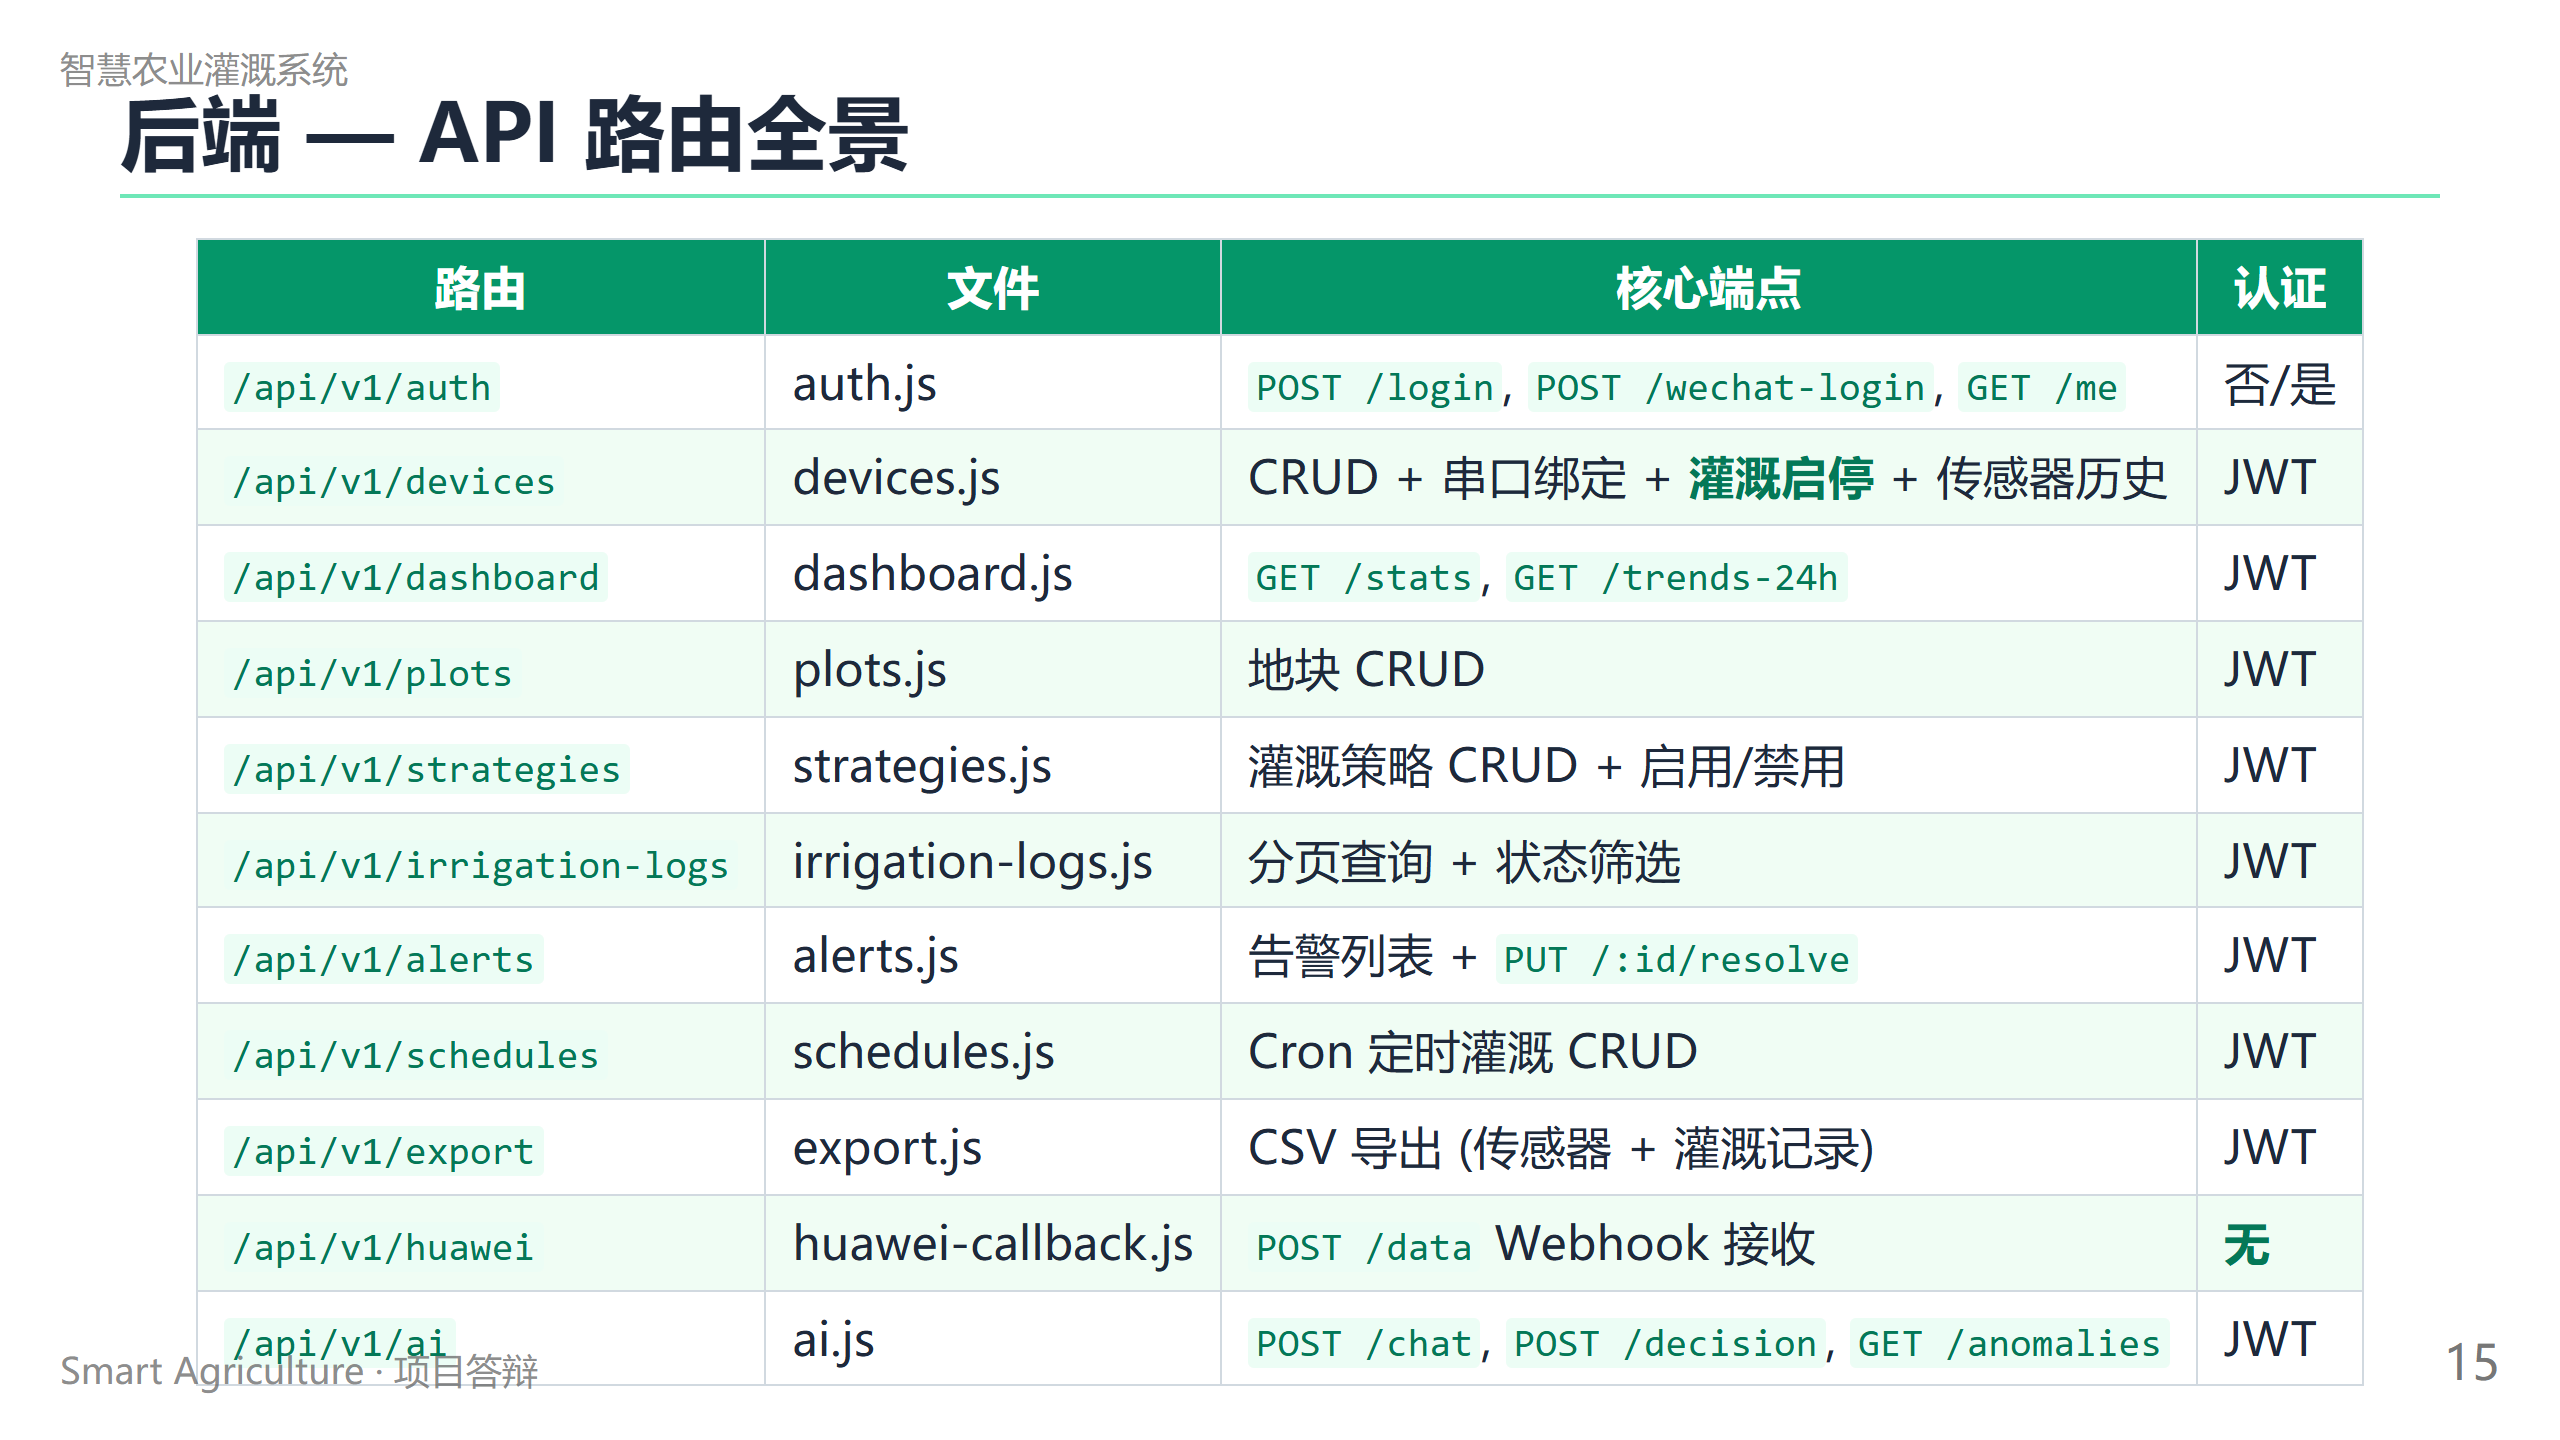 智慧农业灌溉系统
后端 — API 路由全景
路由 文件 核心端点 认证
/api/v1/auth auth.js POST /login, POST /wechat-login, GET /me 否/是
/api/v1/devices devices.js CRUD + 串口绑定 + 灌溉启停 + 传感器历史 JWT
/api/v1/dashboard dashboard.js GET /stats, GET /trends-24h JWT
/api/v1/plots plots.js 地块 CRUD JWT
/api/v1/strategies strategies.js 灌溉策略 CRUD + 启用/禁用 JWT
/api/v1/irrigation-logs irrigation-logs.js 分页查询 + 状态筛选 JWT
/api/v1/alerts alerts.js 告警列表 + PUT /:id/resolve JWT
/api/v1/schedules schedules.js Cron 定时灌溉 CRUD JWT
/api/v1/export export.js CSV 导出 (传感器 + 灌溉记录) JWT
/api/v1/huawei huawei-callback.js POST /data Webhook 接收 无
/api/v1/ai ai.js POST /chat, POST /decision, GET /anomalies JWT
Smart Agriculture · 项目答辩
15